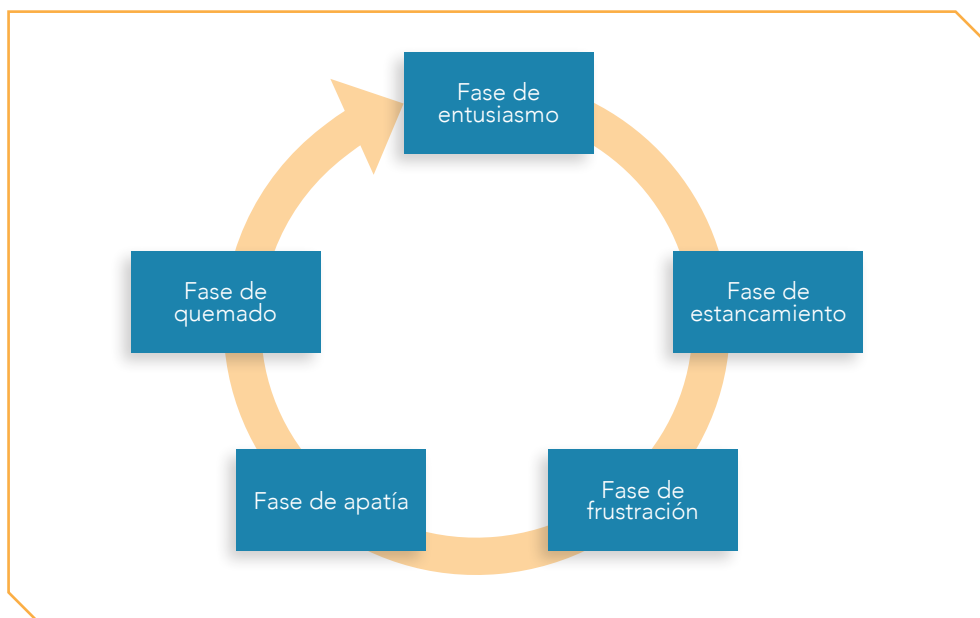 Fase de
entusiasmo
Fase de
estancamiento
Fase de
frustración
Fase de apatía
Fase de
quemado